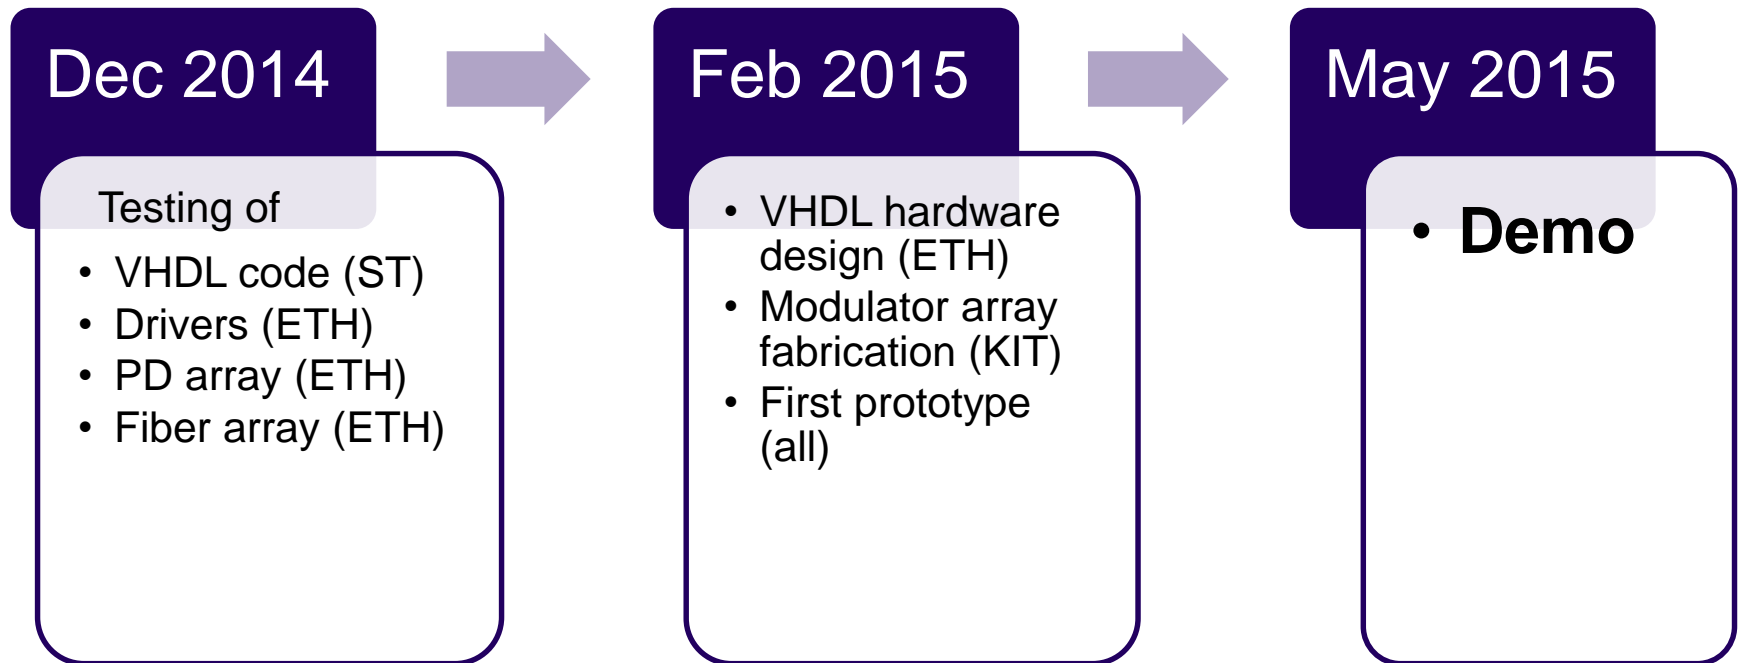 Dec 2014
Testing of
• VHDL code (ST)
• Drivers (ETH)
• PD array (ETH)
• Fiber array (ETH)
Feb 2015
• VHDL hardware
design (ETH)
• Modulator array
fabrication (KIT)
• First prototype
(all)
May 2015
• Demo